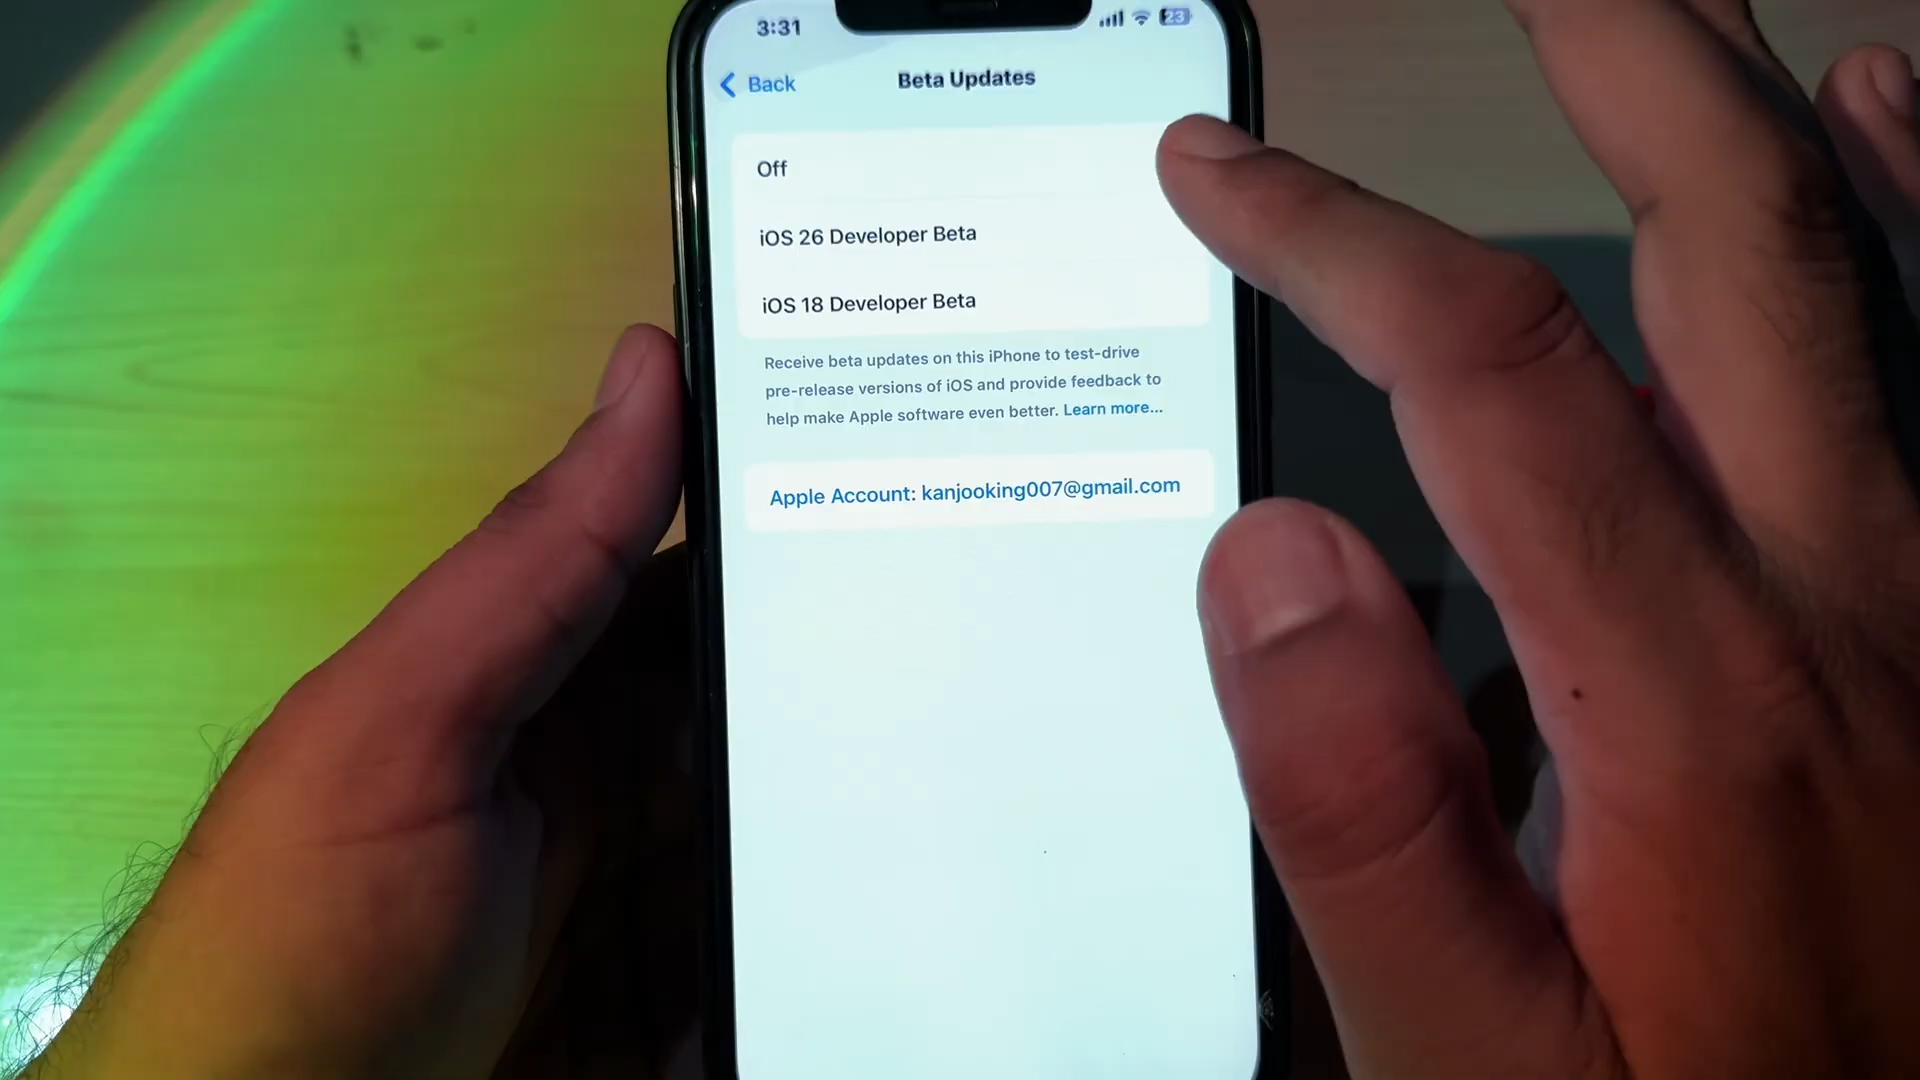 3:31
23
Back
Beta Updates
Off
iOS 26 Developer Beta
iOS 18 Developer Beta
Receive beta updates on this iPhone to test-drive
pre-release versions of iOS and provide feedback to
help make Apple software even better. Learn more...
Apple Account: kanjooking007@gmail.com